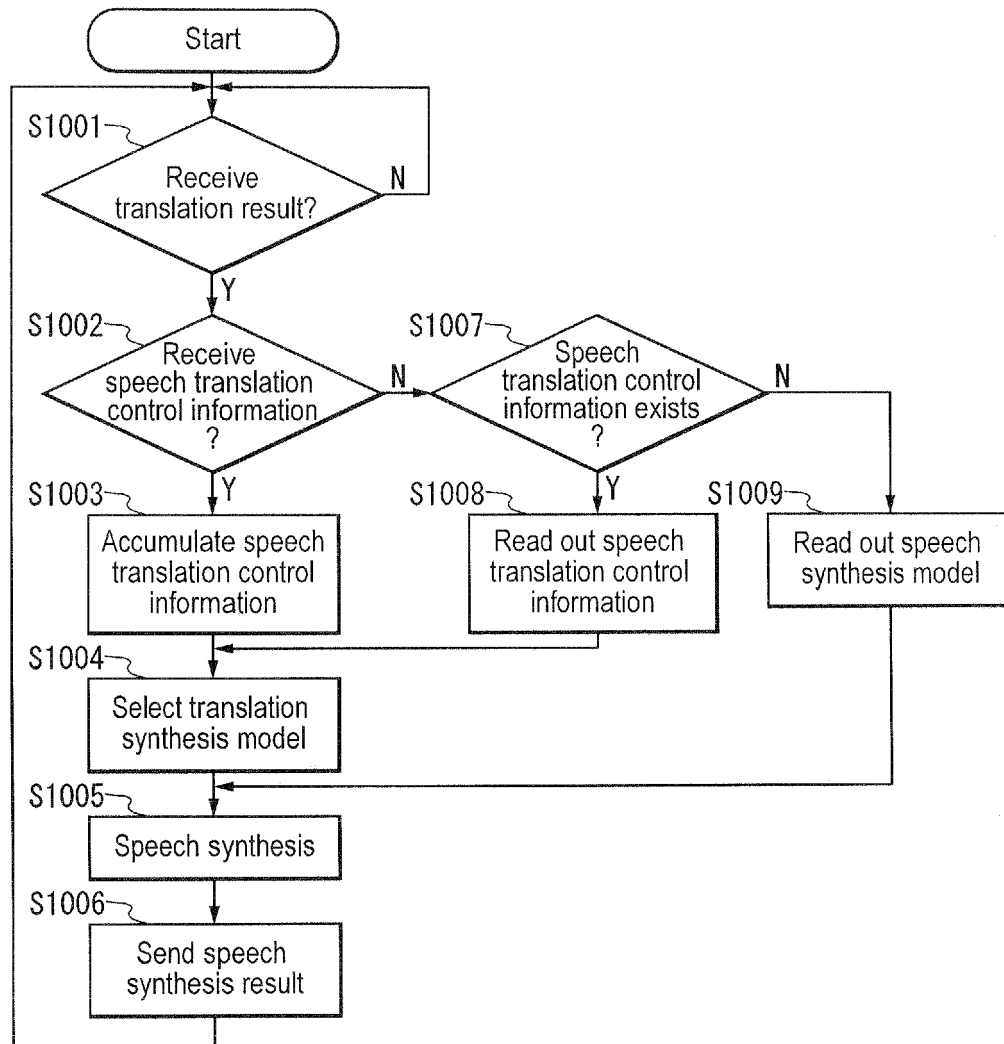 Start
S1001
Receive
translation result?
N
Y
S1002
Receive
speech translation
control information
?
N
Y
S1007
Speech
translation control
information exists
?
N
Y
S1003
Accumulate speech
translation control
information
S1008
Read out speech
translation control
information
S1009
Read out speech
synthesis model
S1004
Select translation
synthesis model
S1005
Speech synthesis
S1006
Send speech
synthesis result